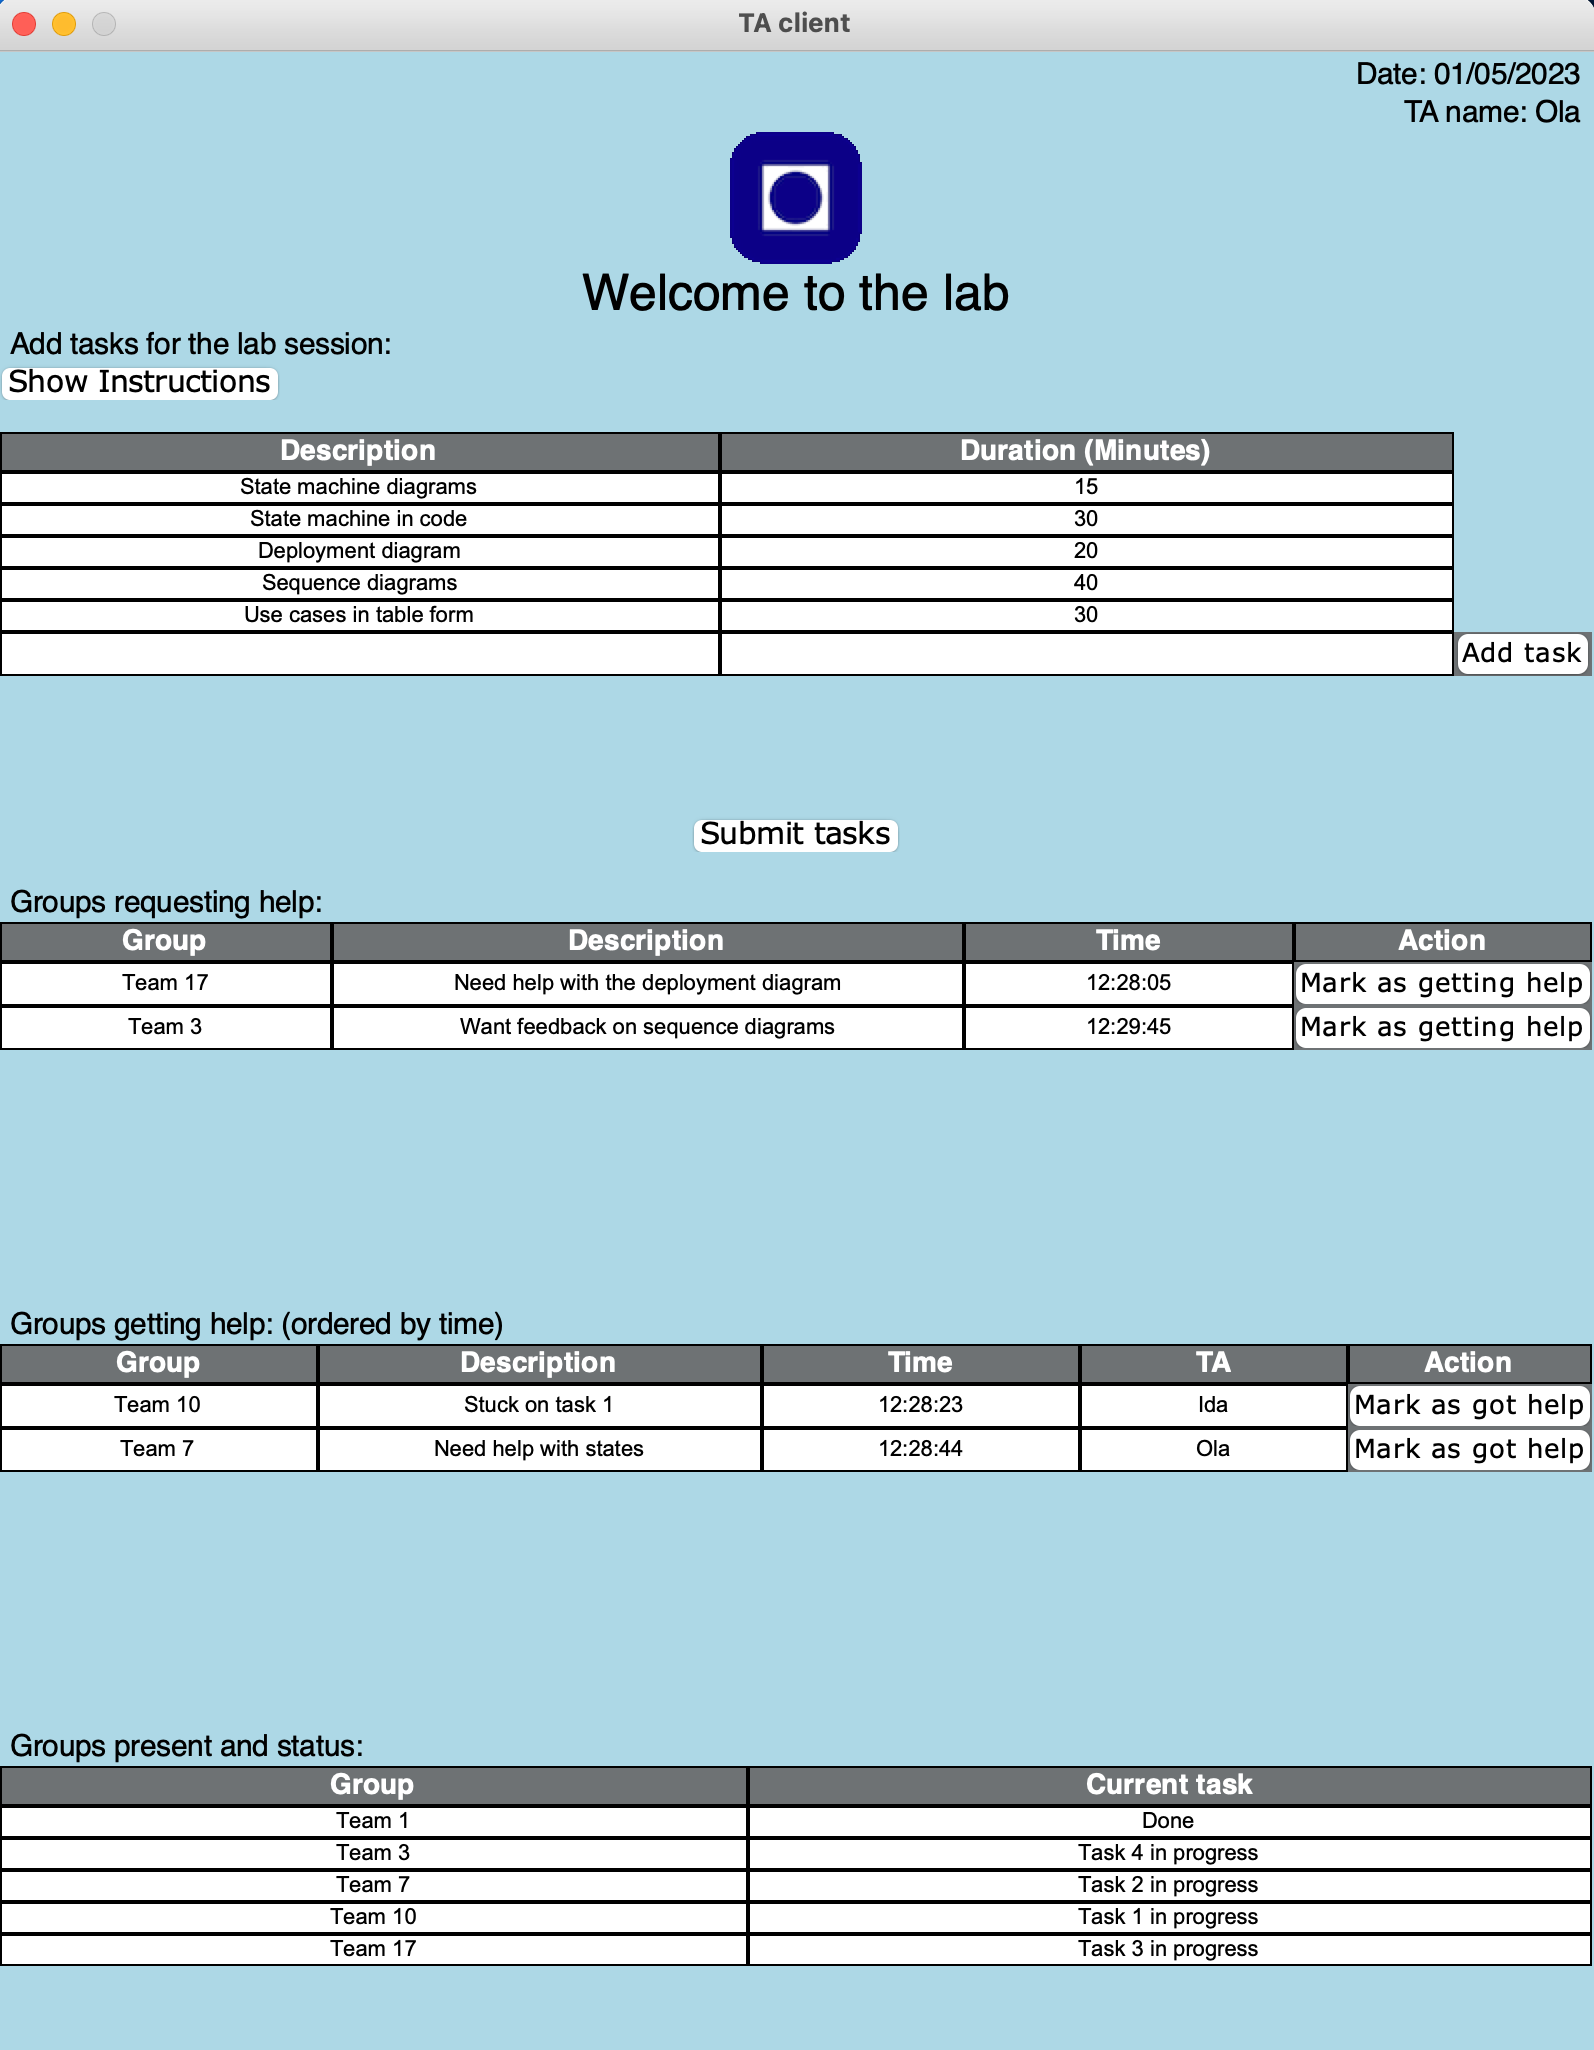 TA client
Date: 01/05/2023
TA name: Ola
Welcome to the lab
Add tasks for the lab session:
Show Instructions
Description Duration (Minutes)
State machine diagrams 15
State machine in code 30
Deployment diagram 20
Sequence diagrams 40
Use cases in table form 30
Add task
Submit tasks
Groups requesting help:
Group Description Time Action
Team 17 Need help with the deployment diagram 12:28:05 Mark as getting help
Team 3 Want feedback on sequence diagrams 12:29:45 Mark as getting help
Groups getting help: (ordered by time)
Group Description Time TA Action
Team 10 Stuck on task 1 12:28:23 Ida Mark as got help
Team 7 Need help with states 12:28:44 Ola Mark as got help
Groups present and status:
Group Current task
Team 1 Done
Team 3 Task 4 in progress
Team 7 Task 2 in progress
Team 10 Task 1 in progress
Team 17 Task 3 in progress